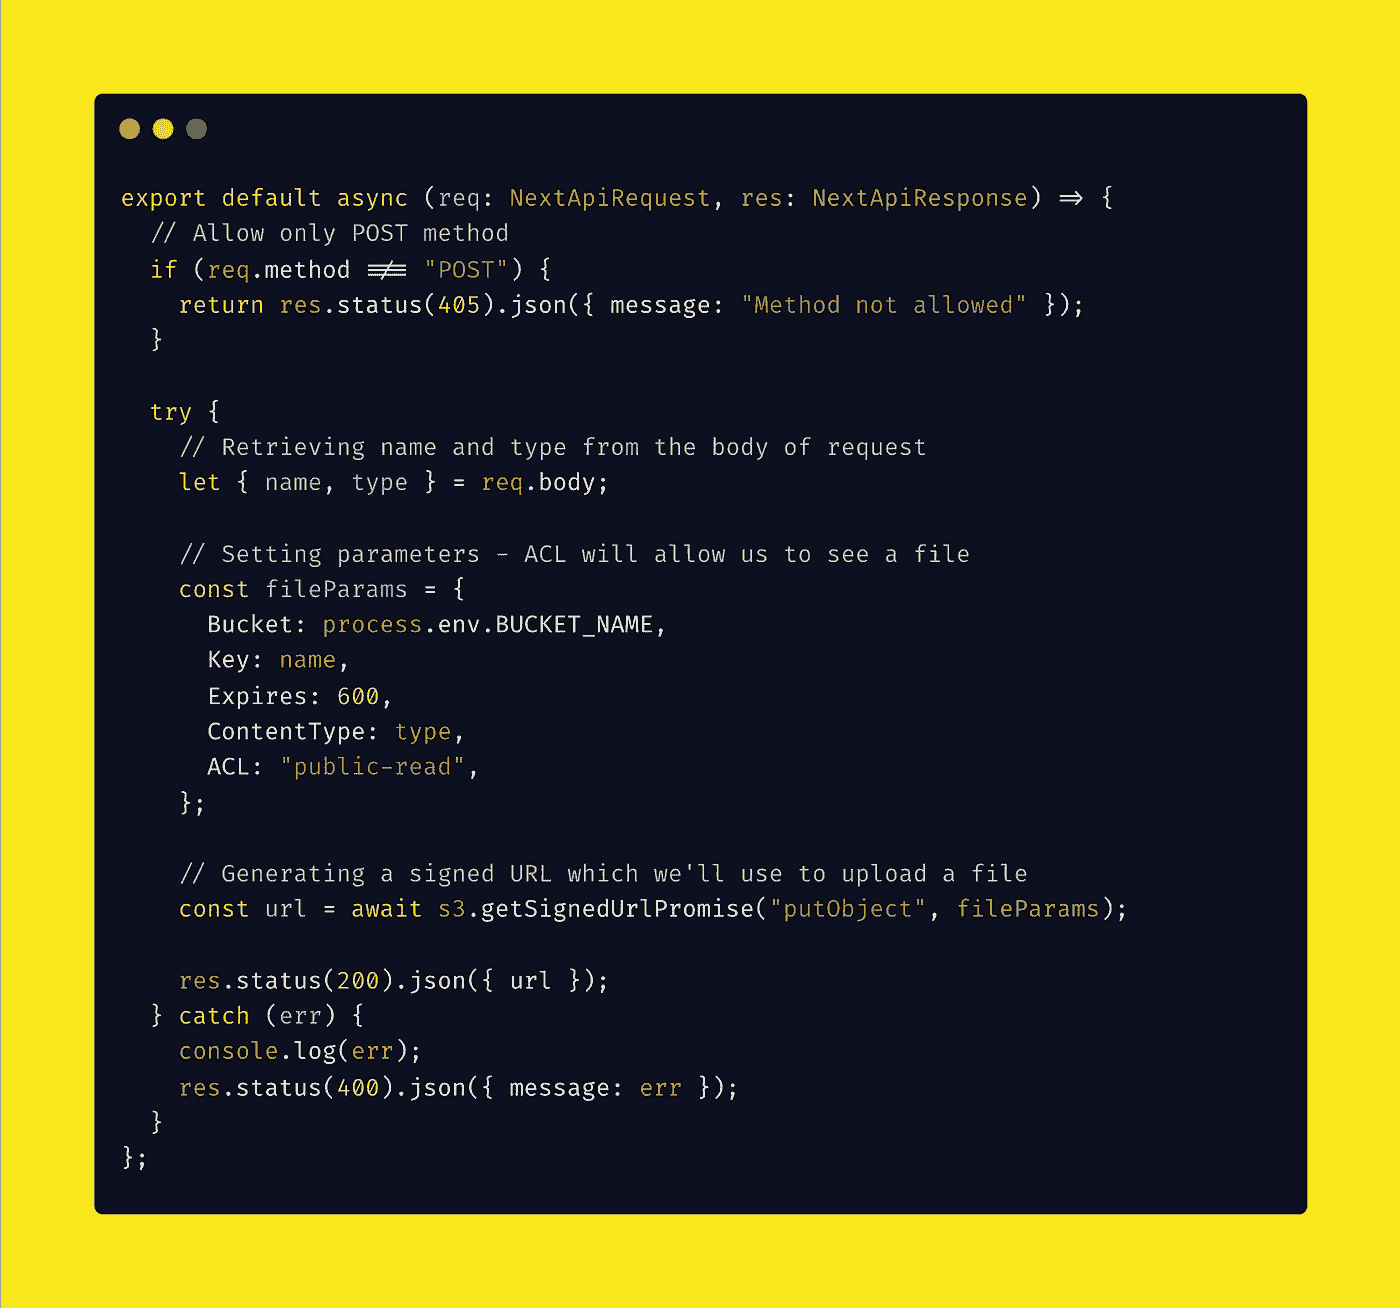 export default async (req: NextApiRequest, res: NextApiResponse) => {
  // Allow only POST method
  if (req.method !== "POST") {
    return res.status(405).json({ message: "Method not allowed" });
  }

  try {
    // Retrieving name and type from the body of request
    let { name, type } = req.body;

    // Setting parameters - ACL will allow us to see a file
    const fileParams = {
      Bucket: process.env.BUCKET_NAME,
      Key: name,
      Expires: 600,
      ContentType: type,
      ACL: "public-read",
    };

    // Generating a signed URL which we'll use to upload a file
    const url = await s3.getSignedUrlPromise("putObject", fileParams);

    res.status(200).json({ url });
  } catch (err) {
    console.log(err);
    res.status(400).json({ message: err });
  }
};